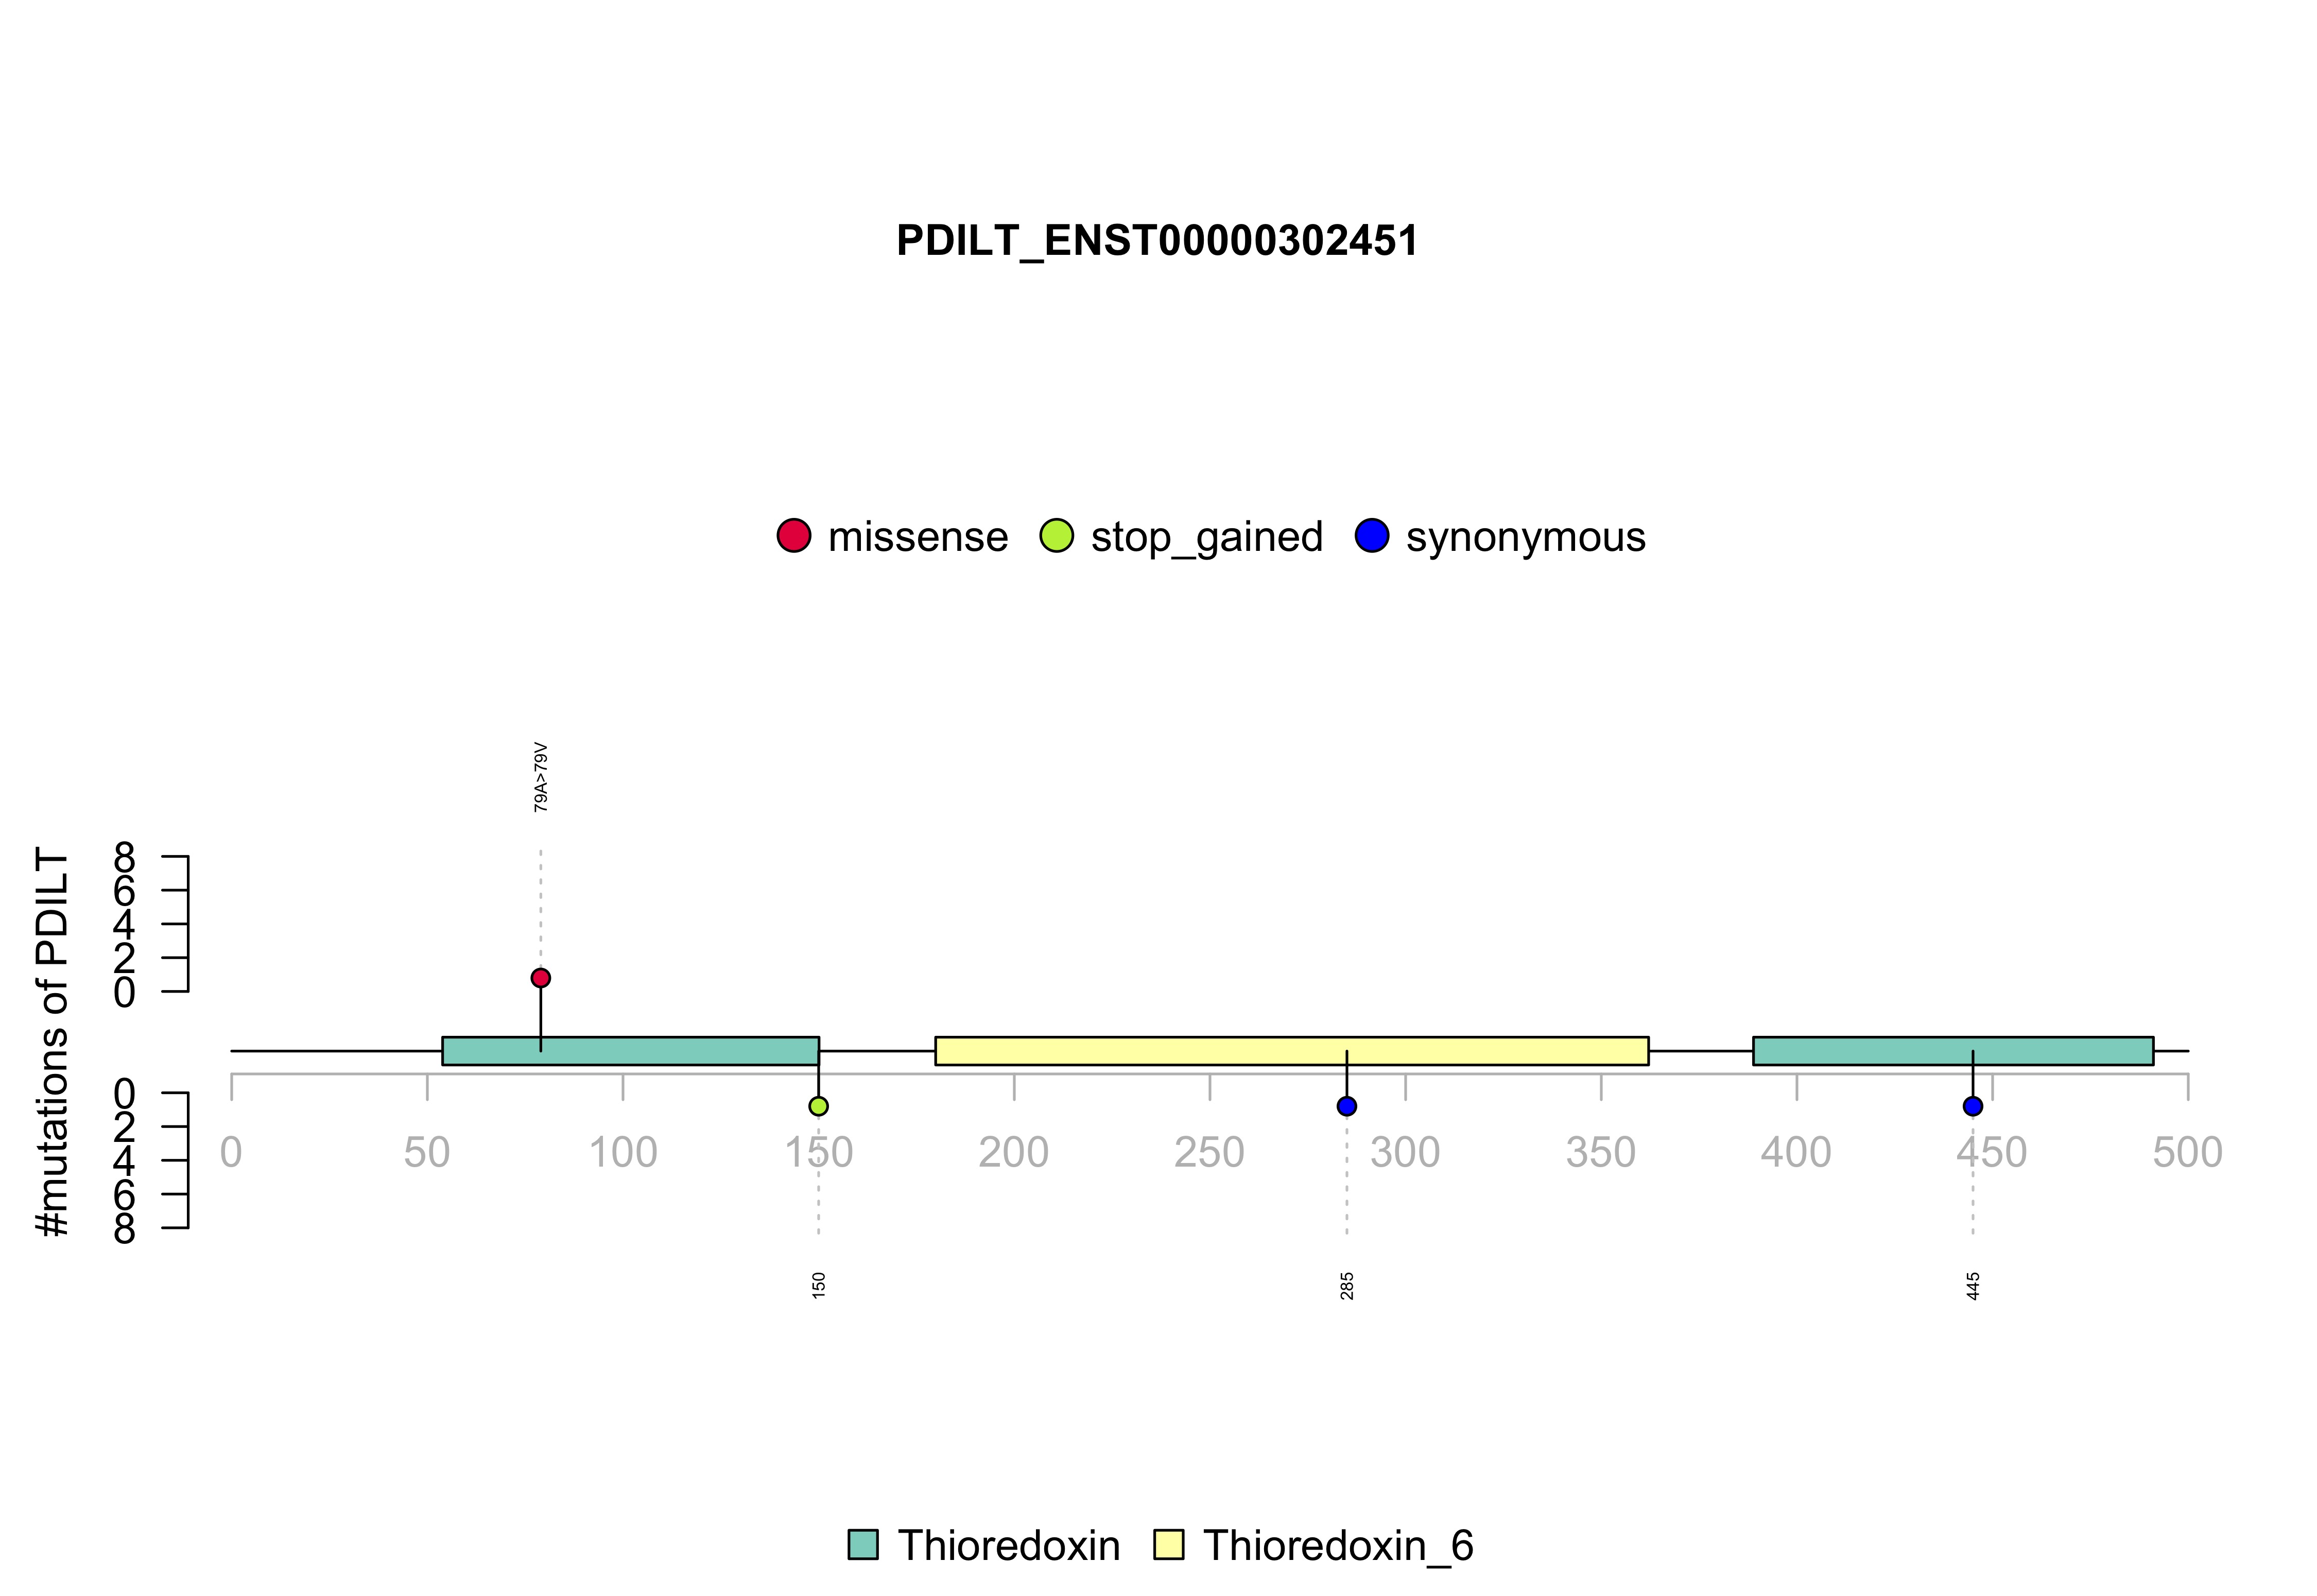 PDILT_ENST00000302451
missense stop_gained synonymous
79A>79V
#mutations of PDILT
8
6
4
2
0
0
2
4
6
8
0 50 100 150 200 250 300 350 400 450 500
150 285 445
Thioredoxin Thioredoxin_6